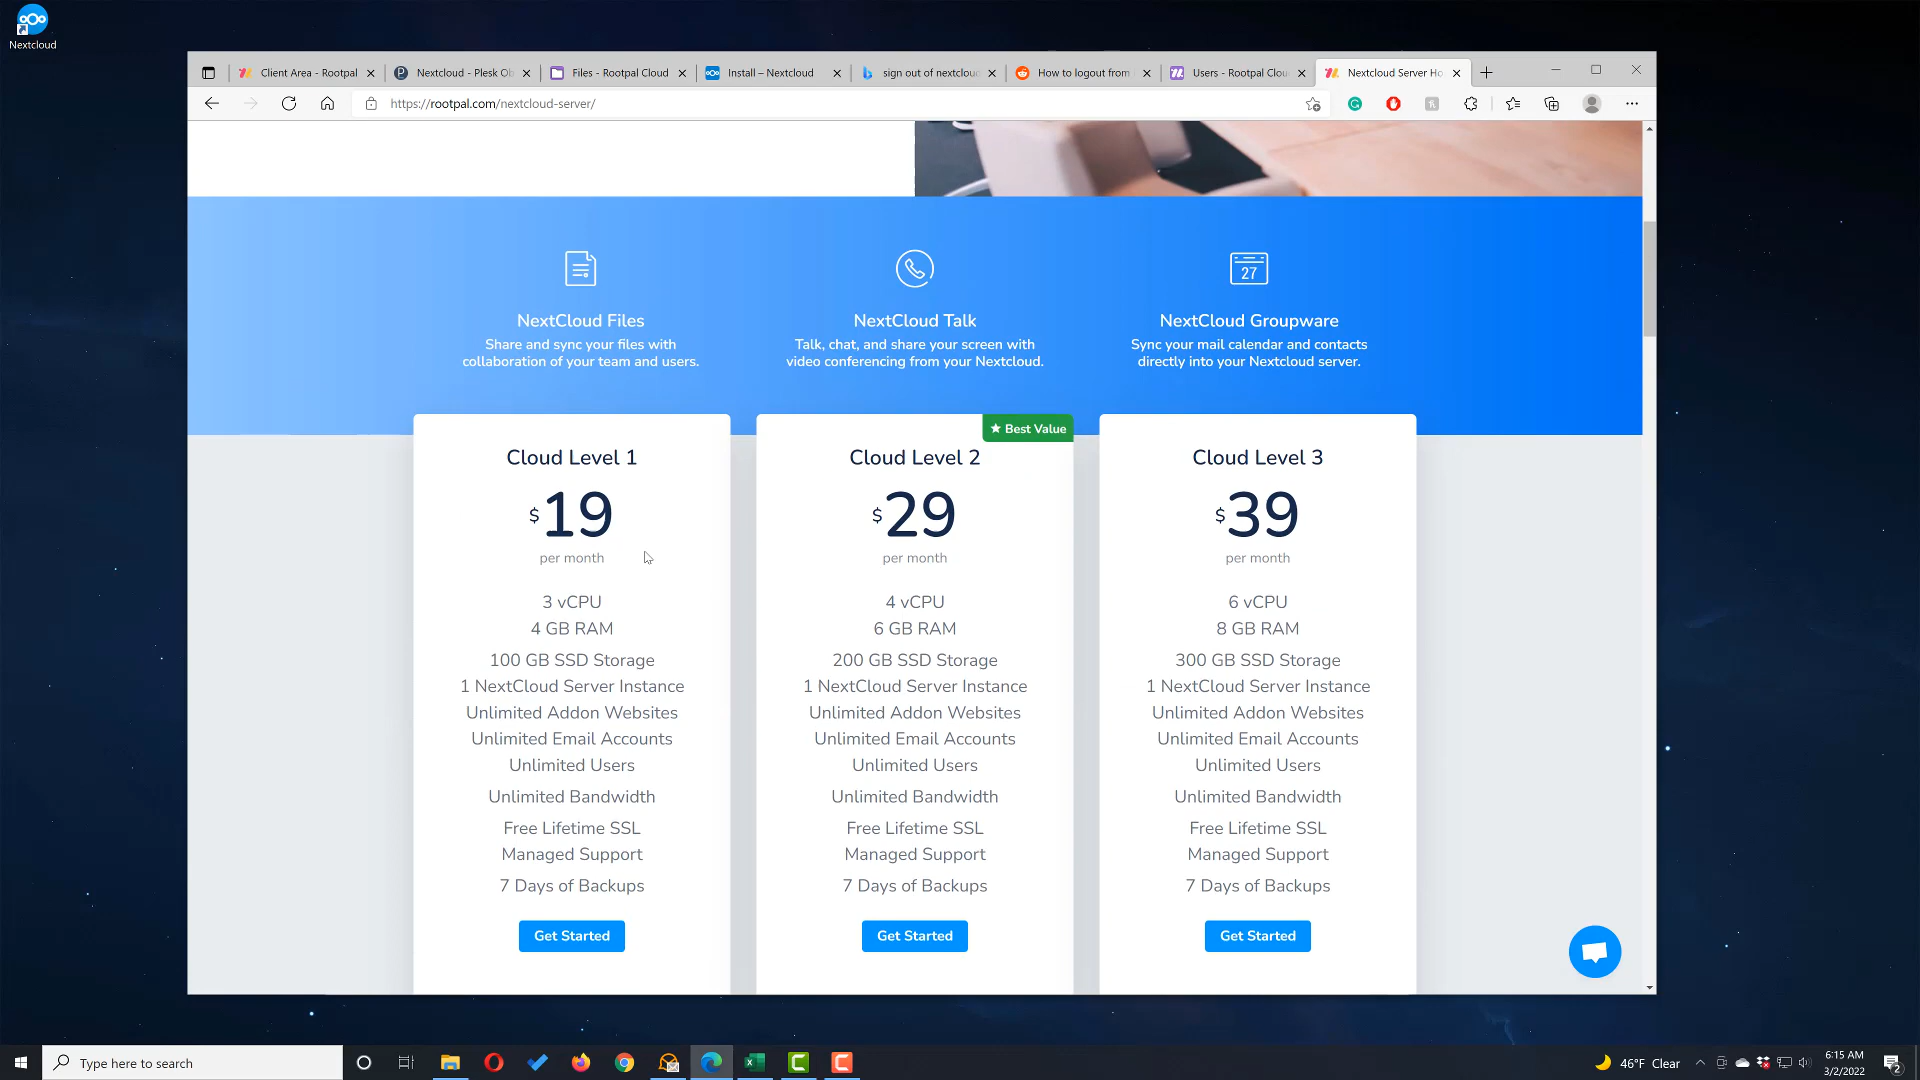 Nextcloud
Client Area - Rootpal
Nextcloud - Plesk Ob
Files - Rootpal Cloud
Install – Nextcloud
sign out of nextclou
How to logout from
Users - Rootpal Clou
Nextcloud Server Ho
https://rootpal.com/nextcloud-server/
27
NextCloud Files
Share and sync your files with
collaboration of your team and users.
NextCloud Talk
Talk, chat, and share your screen with
video conferencing from your Nextcloud.
NextCloud Groupware
Sync your mail calendar and contacts
directly into your Nextcloud server.
Cloud Level 1
$19
per month
3 vCPU
4 GB RAM
100 GB SSD Storage
1 NextCloud Server Instance
Unlimited Addon Websites
Unlimited Email Accounts
Unlimited Users
Unlimited Bandwidth
Free Lifetime SSL
Managed Support
7 Days of Backups
Get Started
★ Best Value
Cloud Level 2
$29
per month
4 vCPU
6 GB RAM
200 GB SSD Storage
1 NextCloud Server Instance
Unlimited Addon Websites
Unlimited Email Accounts
Unlimited Users
Unlimited Bandwidth
Free Lifetime SSL
Managed Support
7 Days of Backups
Get Started
Cloud Level 3
$39
per month
6 vCPU
8 GB RAM
300 GB SSD Storage
1 NextCloud Server Instance
Unlimited Addon Websites
Unlimited Email Accounts
Unlimited Users
Unlimited Bandwidth
Free Lifetime SSL
Managed Support
7 Days of Backups
Get Started
Type here to search
46°F Clear
6:15 AM
3/2/2022
2